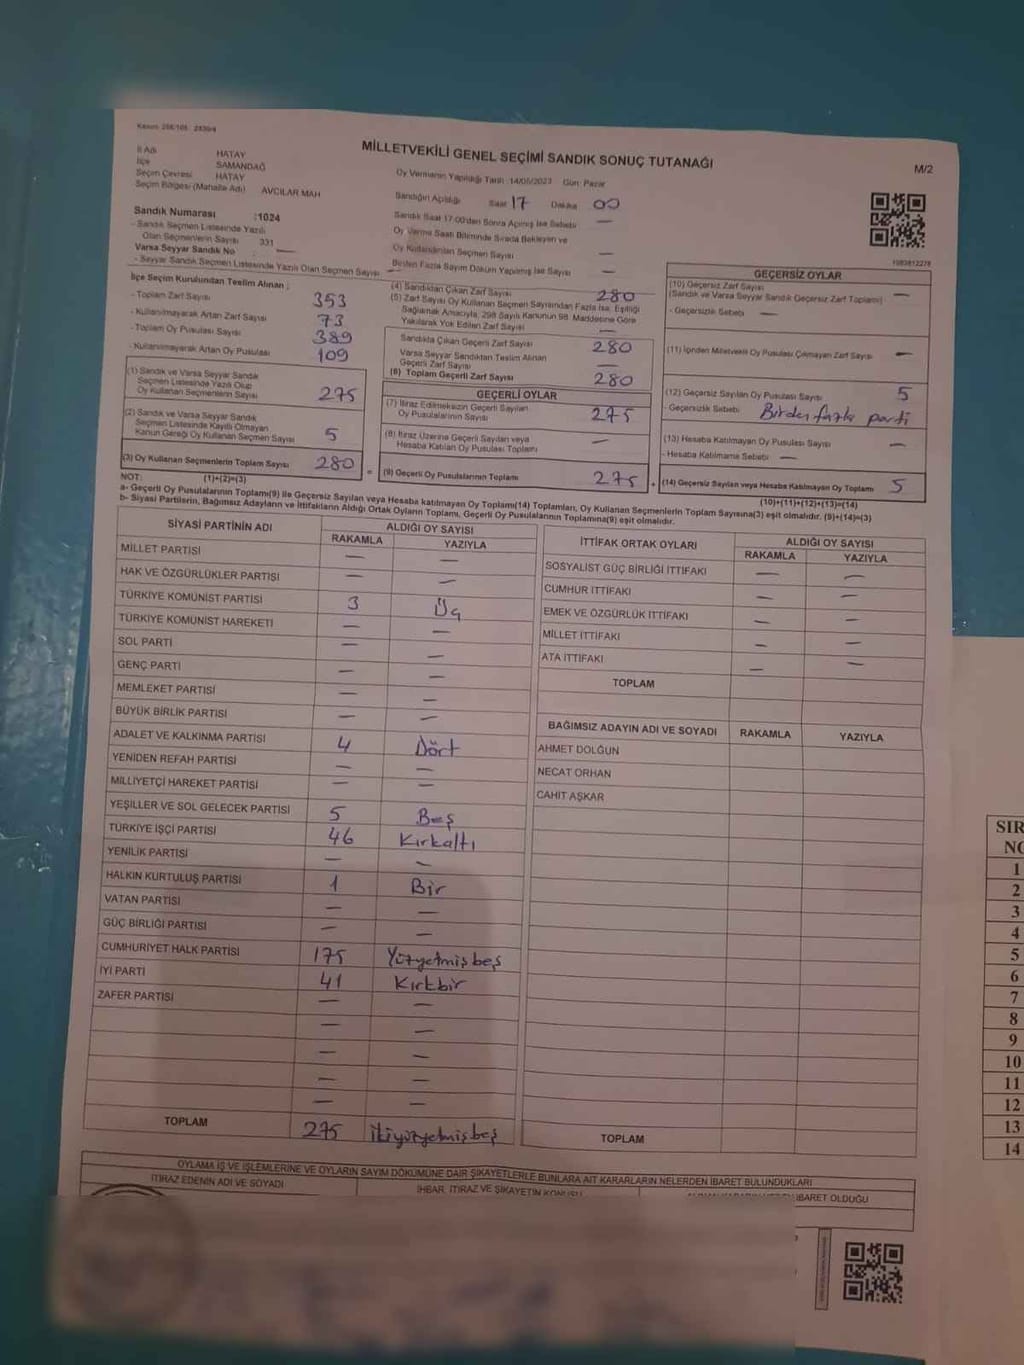 MİLLETVEKİLİ GENEL SEÇİMİ SANDIK SONUÇ TUTANAĞI
M/2
İl Adı HATAY
İlçe SAMANDAĞ
Seçim Çevresi HATAY
Seçim Bölgesi (Mahalle Adı) AVCILAR MAH
Sandık Numarası :1024
- Sandık Seçmen Listesinde Yazılı
Olan Seçmenlerin Sayısı 331
Varsa Seyyar Sandık No —
- Seyyar Sandık Seçmen Listesinde Yazılı Olan Seçmen Sayısı —
Oy Vermenin Yapıldığı Tarih :14/05/2023 Gün: Pazar
Sandığın Açıldığı Saat 17 Dakika 00
Sandık Saat 17:00'den Sonra Açılmış İse Sebebi —
Oy Verme Saati Bitiminde Sırada Bekleyen ve
Oy Kullandırılan Seçmen Sayısı —
Birden Fazla Sayım Döküm Yapılmış İse Sayısı —
İlçe Seçim Kurulundan Teslim Alınan ;
- Toplam Zarf Sayısı 353
- Kullanılmayarak Artan Zarf Sayısı 73
- Toplam Oy Pusulası Sayısı 389
- Kullanılmayarak Artan Oy Pusulası 109
(1) Sandık ve Varsa Seyyar Sandık
Seçmen Listesinde Yazılı Olup
Oy Kullanan Seçmenlerin Sayısı 275
(2) Sandık ve Varsa Seyyar Sandık
Seçmen Listesinde Kayıtlı Olmayan
Kanun Gereği Oy Kullanan Seçmen Sayısı 5
(3) Oy Kullanan Seçmenlerin Toplam Sayısı 280
(1)+(2)=(3)
(4) Sandıktan Çıkan Zarf Sayısı 280
(5) Zarf Sayısı Oy Kullanan Seçmen Sayısından Fazla İse, Eşitliği
Sağlamak Amacıyla, 298 Sayılı Kanunun 98. Maddesine Göre
Yakılarak Yok Edilen Zarf Sayısı —
Sandıkta Çıkan Geçerli Zarf Sayısı 280
Varsa Seyyar Sandıktan Teslim Alınan
Geçerli Zarf Sayısı —
(6) Toplam Geçerli Zarf Sayısı 280
GEÇERLİ OYLAR
(7) İtiraz Edilmeksizin Geçerli Sayılan
Oy Pusulalarının Sayısı 275
(8) İtiraz Üzerine Geçerli Sayılan veya
Hesaba Katılan Oy Pusulası Toplamı —
(9) Geçerli Oy Pusulalarının Toplamı 275
GEÇERSİZ OYLAR
(10) Geçersiz Zarf Sayısı
(Sandık ve Varsa Seyyar Sandık Geçersiz Zarf Toplamı) —
- Geçersizlik Sebebi —
(11) İçinden Milletvekili Oy Pusulası Çıkmayan Zarf Sayısı —
(12) Geçersiz Sayılan Oy Pusulası Sayısı 5
- Geçersizlik Sebebi Birden fazla parti
(13) Hesaba Katılmayan Oy Pusulası Sayısı —
- Hesaba Katılmama Sebebi —
(14) Geçersiz Sayılan veya Hesaba Katılmayan Oy Toplamı 5
(10)+(11)+(12)+(13)=(14)
NOT:
a- Geçerli Oy Pusulalarının Toplamı(9) ile Geçersiz Sayılan veya Hesaba katılmayan Oy Toplamı(14) Toplamları, Oy Kullanan Seçmenlerin Toplam Sayısına(3) eşit olmalıdır. (9)+(14)=(3)
b- Siyasi Partilerin, Bağımsız Adayların ve İttifakların Aldığı Ortak Oyların Toplamı, Geçerli Oy Pusulalarının Toplamına(9) eşit olmalıdır.
SİYASİ PARTİNİN ADI ALDIĞI OY SAYISI
RAKAMLA YAZIYLA
MİLLET PARTİSİ — —
HAK VE ÖZGÜRLÜKLER PARTİSİ — —
TÜRKİYE KOMÜNİST PARTİSİ 3 Üç
TÜRKİYE KOMÜNİST HAREKETİ — —
SOL PARTİ — —
GENÇ PARTİ — —
MEMLEKET PARTİSİ — —
BÜYÜK BİRLİK PARTİSİ — —
ADALET VE KALKINMA PARTİSİ 4 Dört
YENİDEN REFAH PARTİSİ — —
MİLLİYETÇİ HAREKET PARTİSİ — —
YEŞİLLER VE SOL GELECEK PARTİSİ 5 Beş
TÜRKİYE İŞÇİ PARTİSİ 46 Kırkaltı
YENİLİK PARTİSİ — —
HALKIN KURTULUŞ PARTİSİ 1 Bir
VATAN PARTİSİ — —
GÜÇ BİRLİĞİ PARTİSİ — —
CUMHURİYET HALK PARTİSİ 175 Yüzyetmişbeş
İYİ PARTİ 41 Kırkbir
ZAFER PARTİSİ — —
— —
— —
— —
— —
TOPLAM 275 İkiyüzyetmişbeş
İTTİFAK ORTAK OYLARI ALDIĞI OY SAYISI
RAKAMLA YAZIYLA
SOSYALİST GÜÇ BİRLİĞİ İTTİFAKI — —
CUMHUR İTTİFAKI — —
EMEK VE ÖZGÜRLÜK İTTİFAKI — —
MİLLET İTTİFAKI — —
ATA İTTİFAKI — —
TOPLAM
BAĞIMSIZ ADAYIN ADI VE SOYADI RAKAMLA YAZIYLA
AHMET DOLĞUN
NECAT ORHAN
CAHİT AŞKAR
TOPLAM
OYLAMA İŞ VE İŞLEMLERİNE VE OYLARIN SAYIM DÖKÜMÜNE DAİR ŞİKAYETLERLE BUNLARA AİT KARARLARIN NELERDEN İBARET BULUNDUKLARI
İTİRAZ EDENİN ADI VE SOYADI
İHBAR, İTİRAZ VE ŞİKAYETİN KONUSU
İBARET OLDUĞU
SIR
NO
1
2
3
4
5
6
7
8
9
10
11
12
13
14